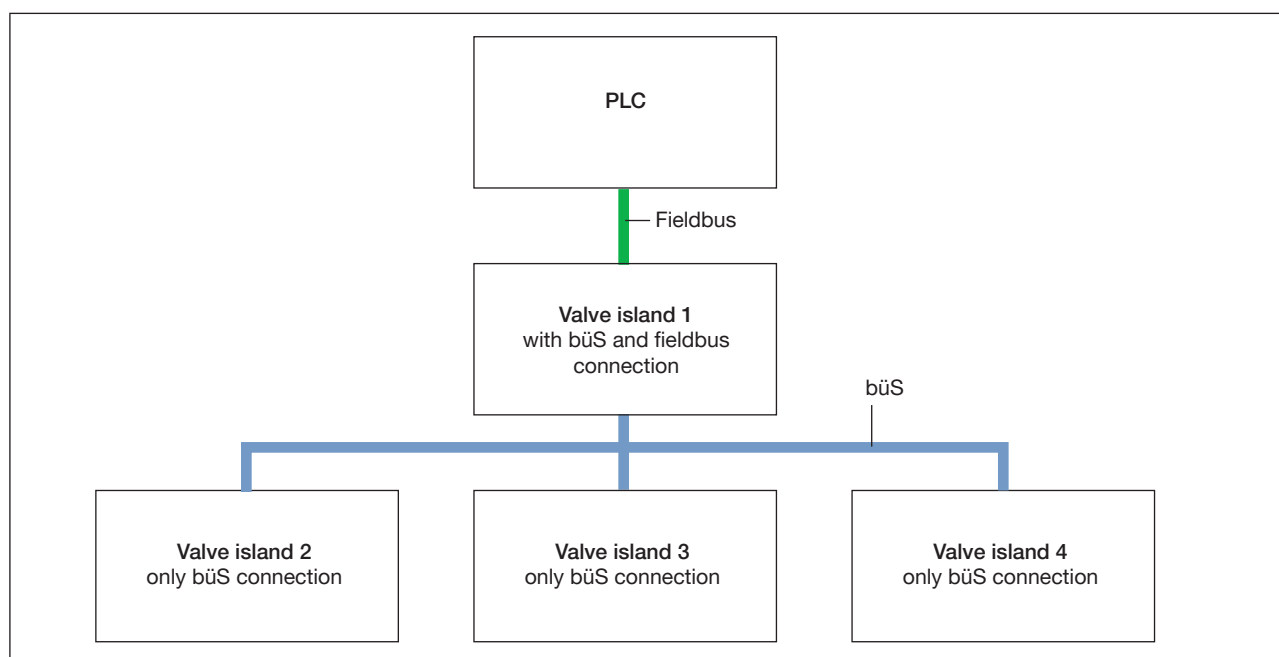 PLC
Fieldbus
Valve island 1
with büS and fieldbus
connection
büS
Valve island 2
only büS connection
Valve island 3
only büS connection
Valve island 4
only büS connection